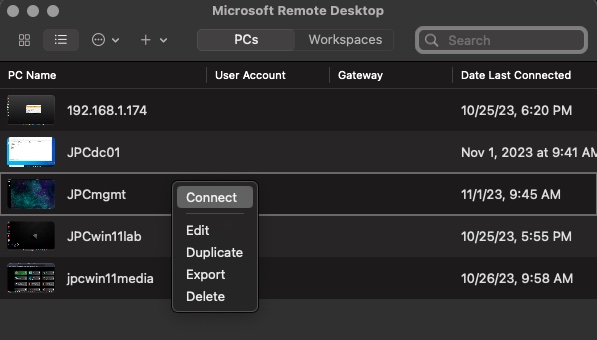 Microsoft Remote Desktop
PCs Workspaces Search
PC Name User Account Gateway Date Last Connected
192.168.1.174 10/25/23, 6:20 PM
JPCdc01 Nov 1, 2023 at 9:41 AM
JPCmgmt 11/1/23, 9:45 AM
Connect
Edit
JPCwin11lab 10/25/23, 5:55 PM
Duplicate
Export
jpcwin11media 10/26/23, 9:58 AM
Delete